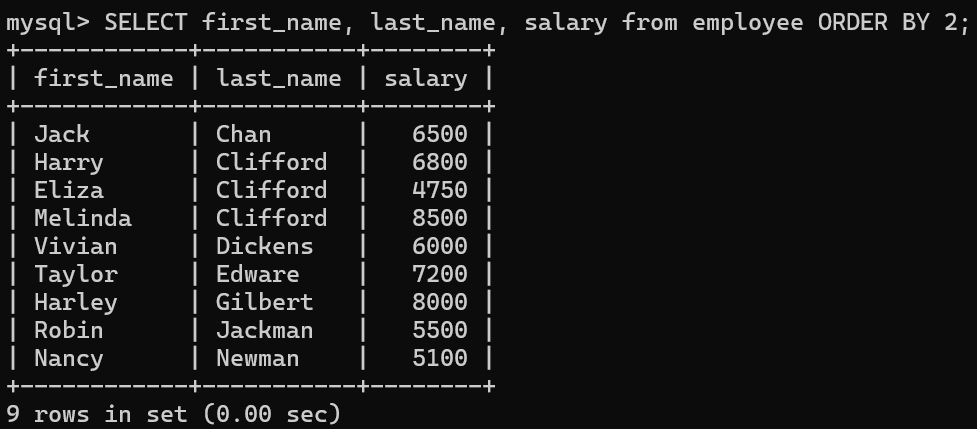 mysql> SELECT first_name, last_name, salary from employee ORDER BY 2;
+------------+-----------+--------+
| first_name | last_name | salary |
+------------+-----------+--------+
| Jack       | Chan      |   6500 |
| Harry      | Clifford  |   6800 |
| Eliza      | Clifford  |   4750 |
| Melinda    | Clifford  |   8500 |
| Vivian     | Dickens   |   6000 |
| Taylor     | Edware    |   7200 |
| Harley     | Gilbert   |   8000 |
| Robin      | Jackman   |   5500 |
| Nancy      | Newman    |   5100 |
+------------+-----------+--------+
9 rows in set (0.00 sec)